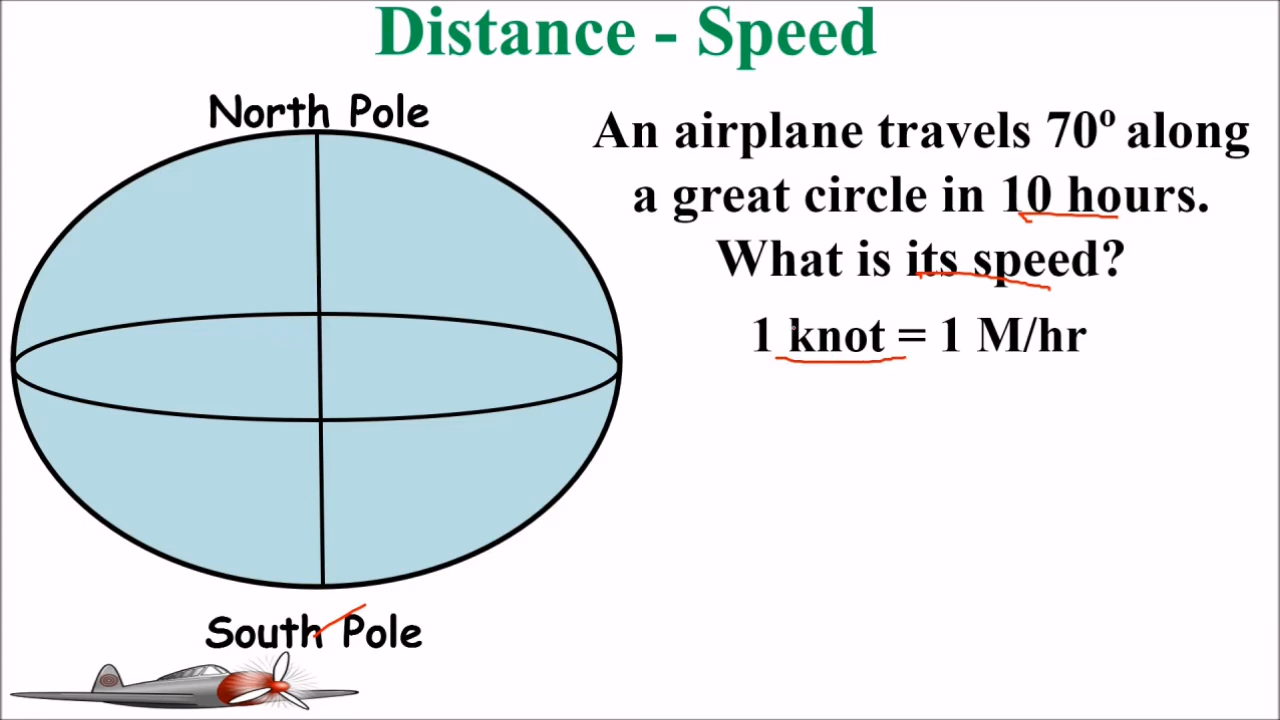 Distance - Speed
North Pole
An airplane travels 70º along
a great circle in 10 hours.
What is its speed?
1 knot = 1 M/hr
South Pole